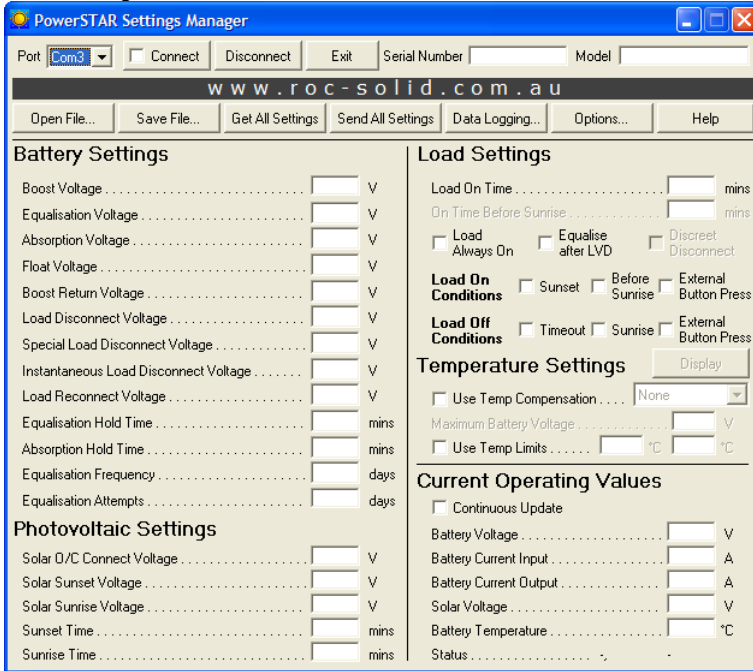 PowerSTAR Settings Manager
Port Com3 Connect Disconnect Exit Serial Number Model
www.roc-solid.com.au
Open File... Save File... Get All Settings Send All Settings Data Logging... Options... Help
Battery Settings
Boost Voltage . . . . . . . . . . . . . . . . . . . . . . . . . V
Equalisation Voltage . . . . . . . . . . . . . . . . . . . . V
Absorption Voltage . . . . . . . . . . . . . . . . . . . . . V
Float Voltage . . . . . . . . . . . . . . . . . . . . . . . . . V
Boost Return Voltage . . . . . . . . . . . . . . . . . . . V
Load Disconnect Voltage . . . . . . . . . . . . . . . . V
Special Load Disconnect Voltage . . . . . . . . . . V
Instantaneous Load Disconnect Voltage . . . . . . . V
Load Reconnect Voltage . . . . . . . . . . . . . . . . V
Equalisation Hold Time . . . . . . . . . . . . . . . . . . mins
Absorption Hold Time . . . . . . . . . . . . . . . . . . . mins
Equalisation Frequency . . . . . . . . . . . . . . . . . days
Equalisation Attempts . . . . . . . . . . . . . . . . . . . days
Photovoltaic Settings
Solar O/C Connect Voltage . . . . . . . . . . . . . . V
Solar Sunset Voltage . . . . . . . . . . . . . . . . . . . V
Solar Sunrise Voltage . . . . . . . . . . . . . . . . . . V
Sunset Time . . . . . . . . . . . . . . . . . . . . . . . . . mins
Sunrise Time . . . . . . . . . . . . . . . . . . . . . . . . . mins
Load Settings
Load On Time . . . . . . . . . . . . . . . . . . . . . mins
On Time Before Sunrise . . . . . . . . . . . . . mins
Load Always On Equalise after LVD Discreet Disconnect
Load On Conditions Sunset Before Sunrise External Button Press
Load Off Conditions Timeout Sunrise External Button Press
Temperature Settings Display
Use Temp Compensation . . . . None
Maximum Battery Voltage . . . . . . . . . . . . . V
Use Temp Limits . . . . . . °C °C
Current Operating Values
Continuous Update
Battery Voltage . . . . . . . . . . . . . . . . . . . . V
Battery Current Input . . . . . . . . . . . . . . . . A
Battery Current Output . . . . . . . . . . . . . . . A
Solar Voltage . . . . . . . . . . . . . . . . . . . . . . V
Battery Temperature . . . . . . . . . . . . . . . . . °C
Status . . . . . . . . . . . . . . . . -, -